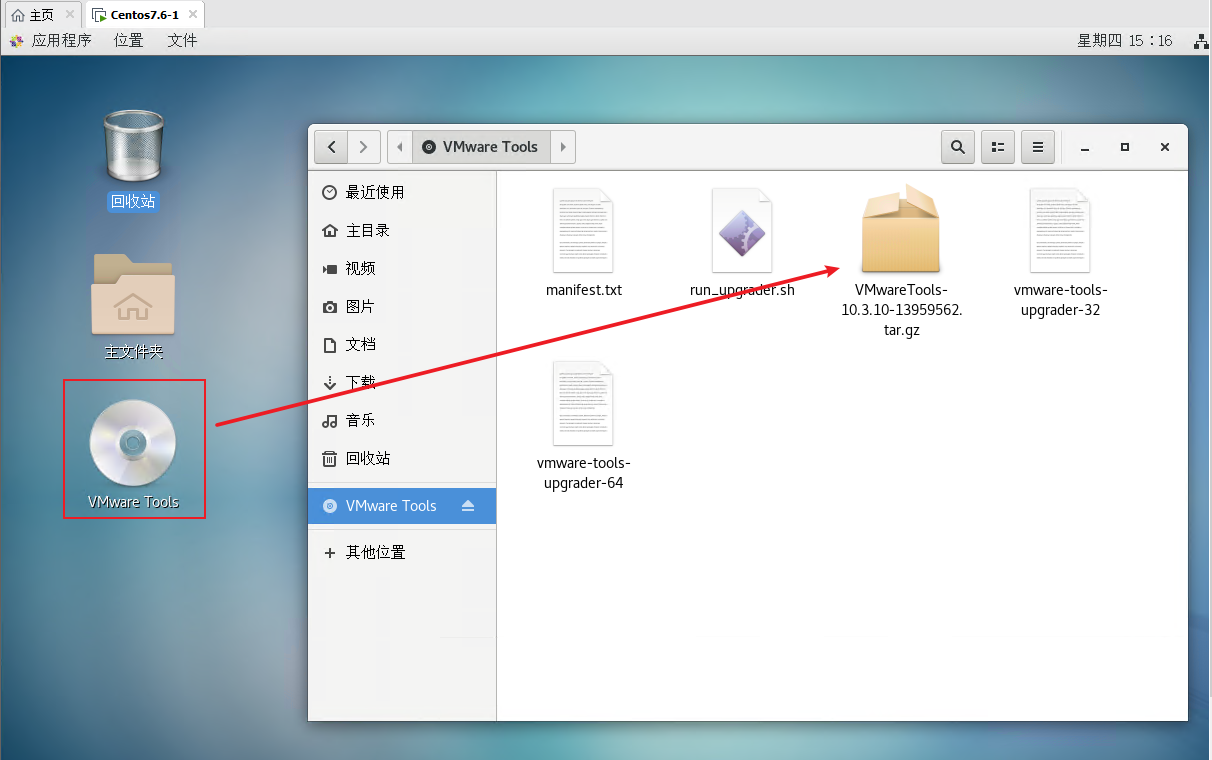 主页
Centos7.6-1
应用程序 位置 文件
星期四 15：16
回收站
主文件夹
VMware Tools
VMware Tools
最近使用
主目录
视频
图片
文档
下载
音乐
回收站
VMware Tools
其他位置
manifest.txt
run_upgrader.sh
VMwareTools-
10.3.10-13959562.
tar.gz
vmware-tools-
upgrader-32
vmware-tools-
upgrader-64